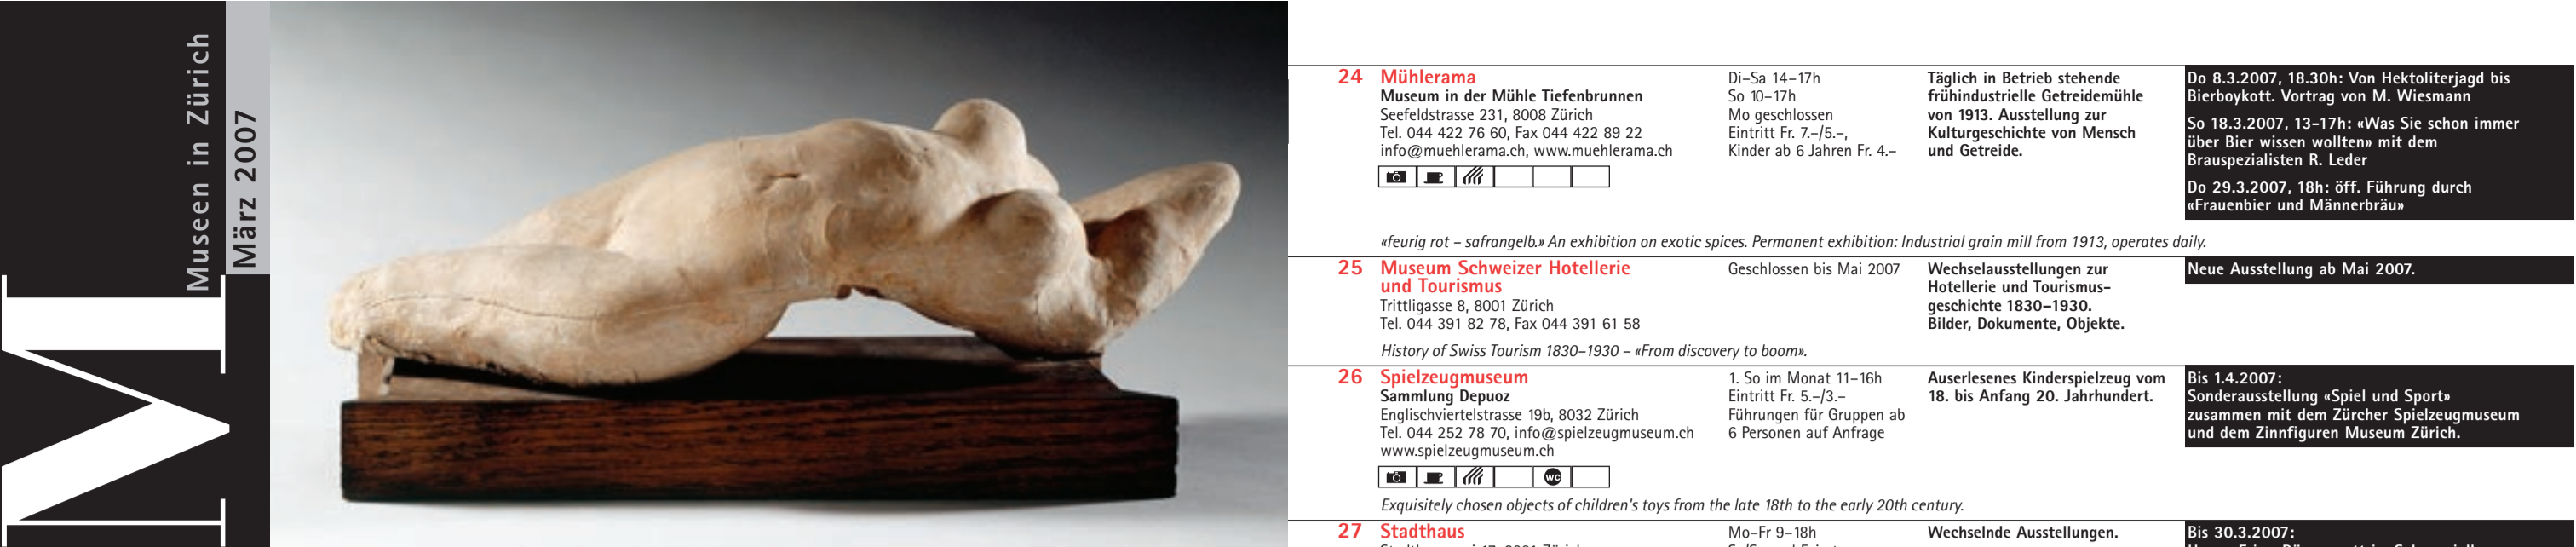 Museen in Zürich
März 2007
M
24 Mühlerama
Museum in der Mühle Tiefenbrunnen
Seefeldstrasse 231, 8008 Zürich
Tel. 044 422 76 60, Fax 044 422 89 22
info@muehlerama.ch, www.muehlerama.ch
Di–Sa 14–17h
So 10–17h
Mo geschlossen
Eintritt Fr. 7.–/5.–,
Kinder ab 6 Jahren Fr. 4.–
Täglich in Betrieb stehende
frühindustrielle Getreidemühle
von 1913. Ausstellung zur
Kulturgeschichte von Mensch
und Getreide.
Do 8.3.2007, 18.30h: Von Hektoliterjagd bis
Bierboykott. Vortrag von M. Wiesmann
So 18.3.2007, 13–17h: «Was Sie schon immer
über Bier wissen wollten» mit dem
Brauspezialisten R. Leder
Do 29.3.2007, 18h: öff. Führung durch
«Frauenbier und Männerbräu»
«feurig rot – safrangelb.» An exhibition on exotic spices. Permanent exhibition: Industrial grain mill from 1913, operates daily.
25 Museum Schweizer Hotellerie
und Tourismus
Trittligasse 8, 8001 Zürich
Tel. 044 391 82 78, Fax 044 391 61 58
Geschlossen bis Mai 2007
Wechselausstellungen zur
Hotellerie und Tourismus-
geschichte 1830–1930.
Bilder, Dokumente, Objekte.
Neue Ausstellung ab Mai 2007.
History of Swiss Tourism 1830–1930 – «From discovery to boom».
26 Spielzeugmuseum
Sammlung Depuoz
Englischviertelstrasse 19b, 8032 Zürich
Tel. 044 252 78 70, info@spielzeugmuseum.ch
www.spielzeugmuseum.ch
WC
1. So im Monat 11–16h
Eintritt Fr. 5.–/3.–
Führungen für Gruppen ab
6 Personen auf Anfrage
Auserlesenes Kinderspielzeug vom
18. bis Anfang 20. Jahrhundert.
Bis 1.4.2007:
Sonderausstellung «Spiel und Sport»
zusammen mit dem Zürcher Spielzeugmuseum
und dem Zinnfiguren Museum Zürich.
Exquisitely chosen objects of children's toys from the late 18th to the early 20th century.
27 Stadthaus
Mo–Fr 9–18h
Wechselnde Ausstellungen.
Bis 30.3.2007: